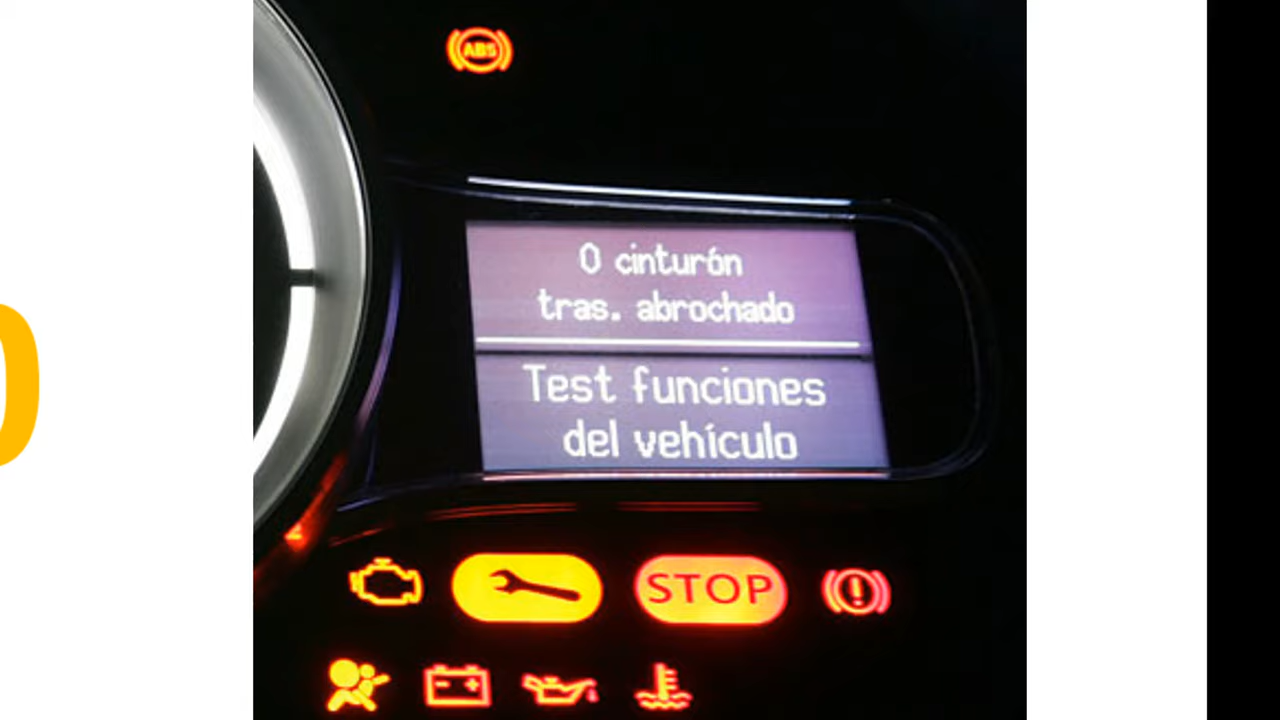 ABS
0 cinturón
tras. abrochado
Test funciones
del vehículo
STOP